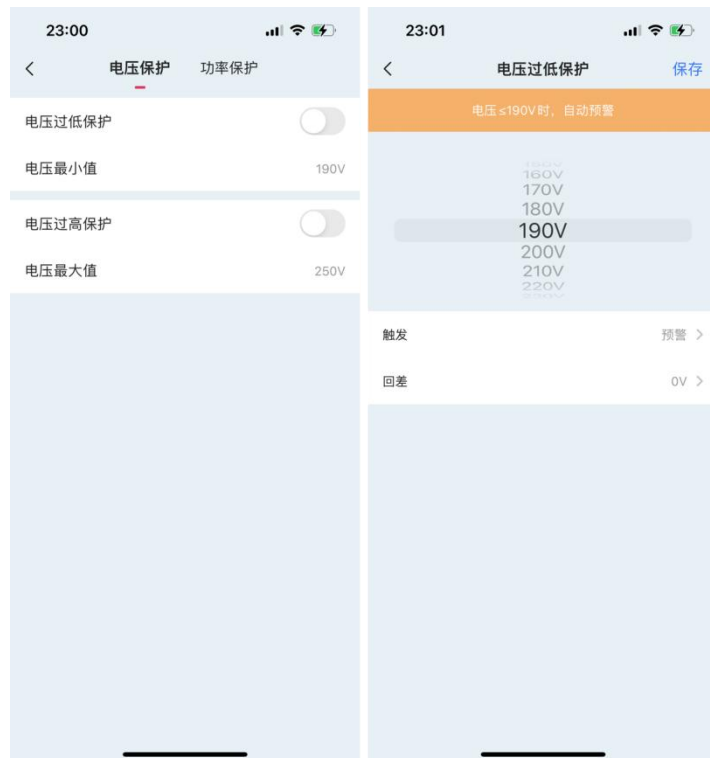 23:00
电压保护 功率保护
电压过低保护
电压最小值 190V
电压过高保护
电压最大值 250V
23:01
电压过低保护 保存
电压≤190V时，自动预警
160V
170V
180V
190V
200V
210V
220V
触发 预警
回差 0V